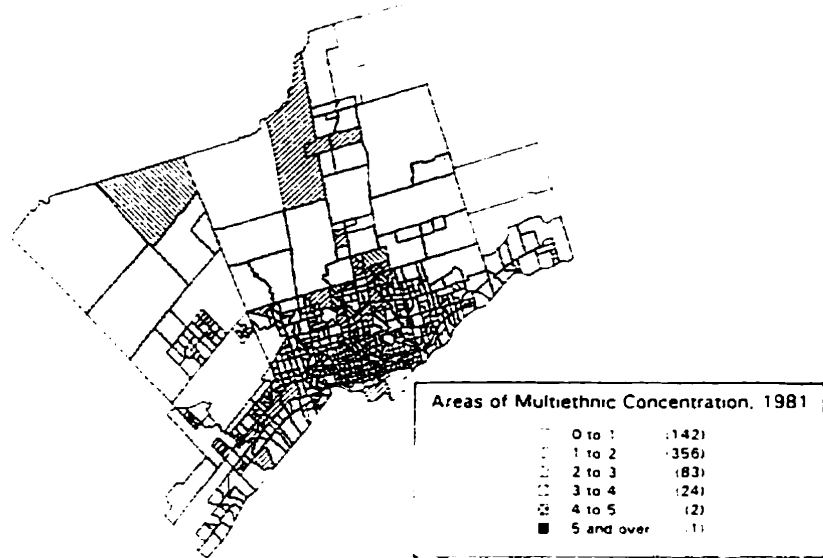 Areas of Multiethnic Concentration, 1981
0 to 1 (142)
1 to 2 (356)
2 to 3 (83)
3 to 4 (24)
4 to 5 (2)
5 and over (1)